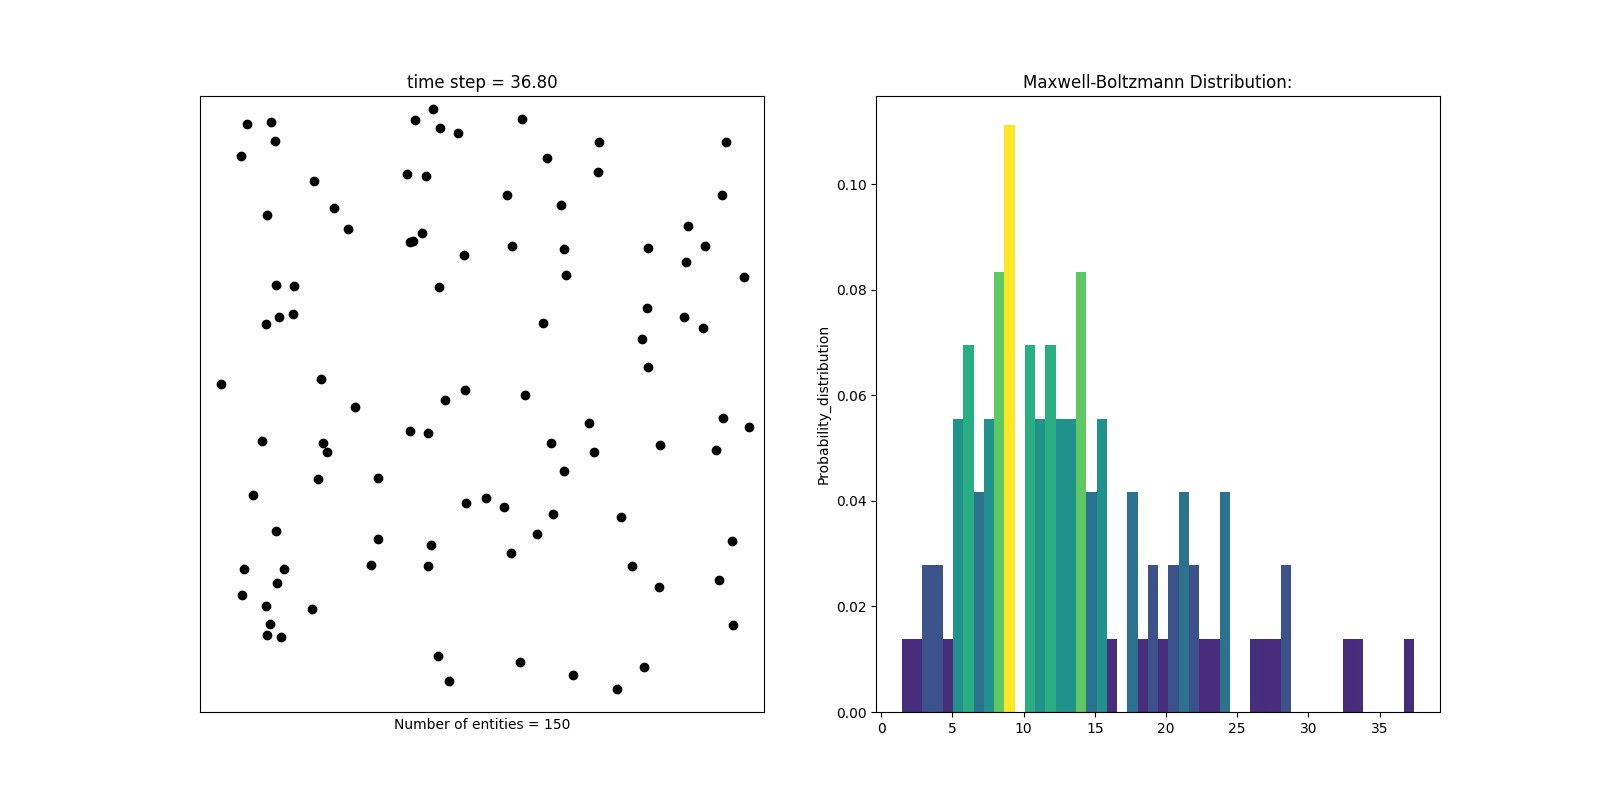 time step = 36.80
Number of entities = 150
Maxwell-Boltzmann Distribution:
Probability_distribution
0.10
0.08
0.06
0.04
0.02
0.00
0 5 10 15 20 25 30 35